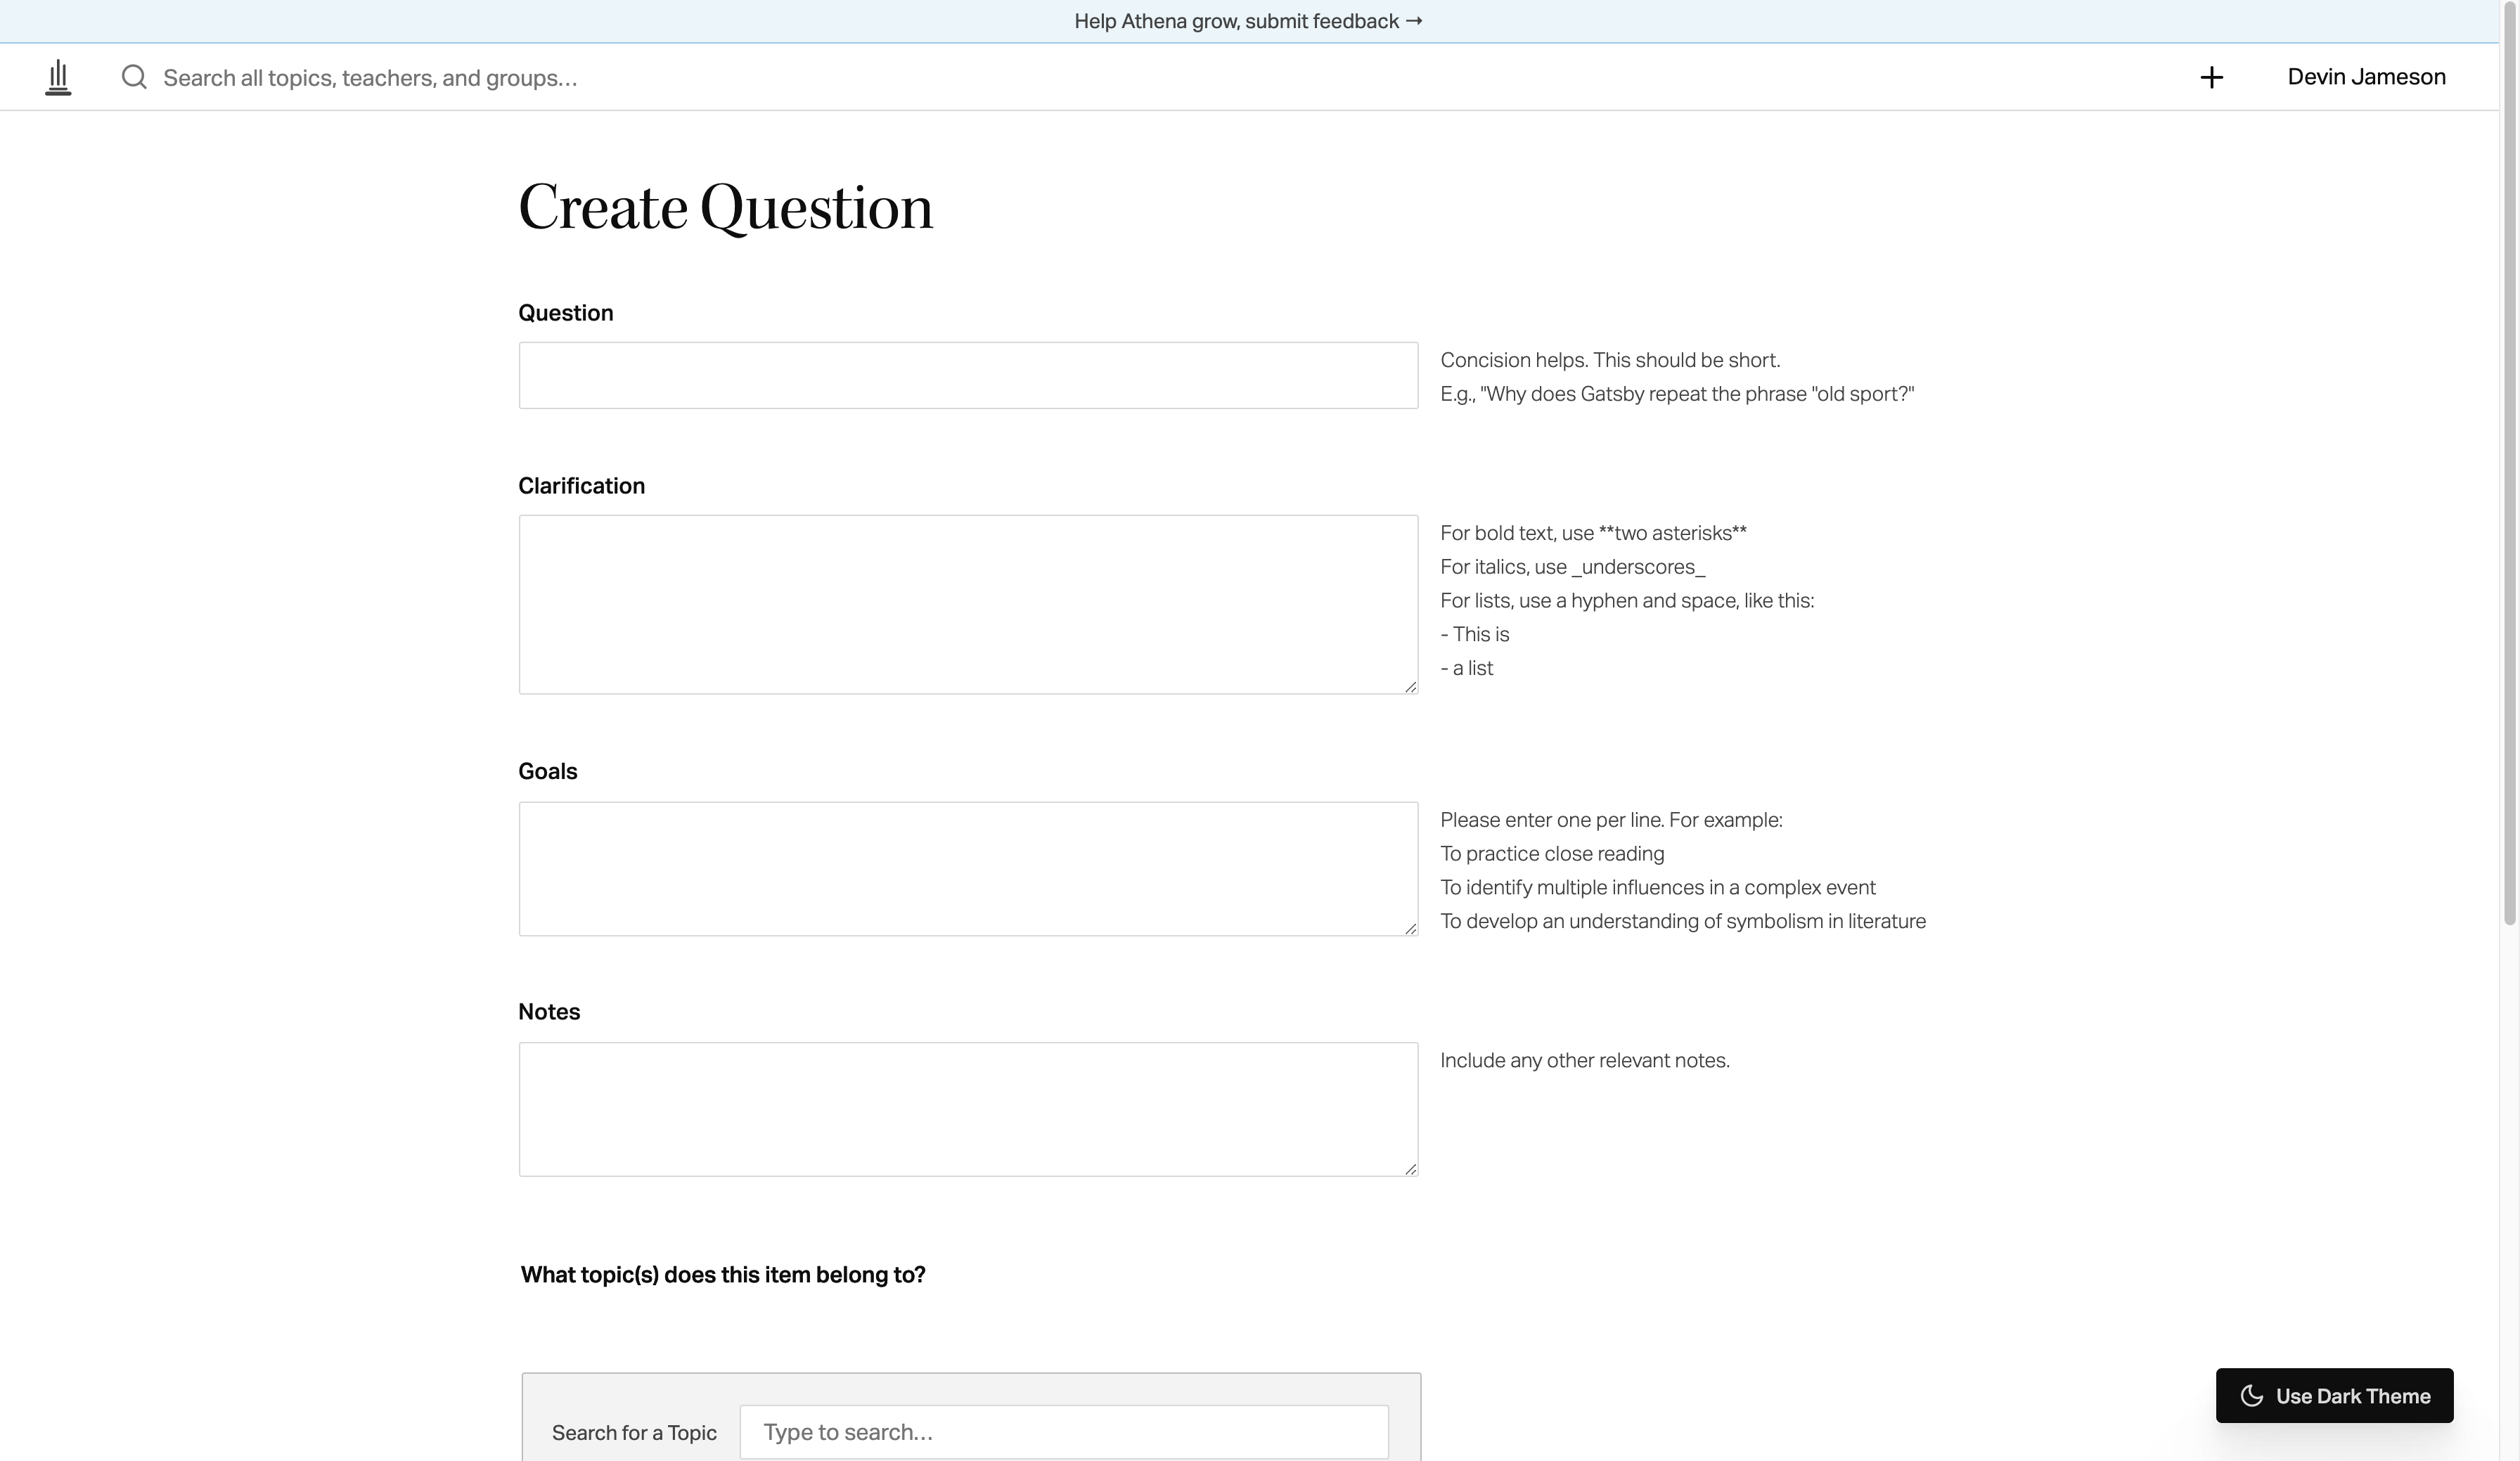 Help Athena grow, submit feedback →
Search all topics, teachers, and groups...
Devin Jameson
Create Question
Question
Concision helps. This should be short.
E.g., "Why does Gatsby repeat the phrase "old sport?"
Clarification
For bold text, use **two asterisks**
For italics, use _underscores_
For lists, use a hyphen and space, like this:
- This is
- a list
Goals
Please enter one per line. For example:
To practice close reading
To identify multiple influences in a complex event
To develop an understanding of symbolism in literature
Notes
Include any other relevant notes.
What topic(s) does this item belong to?
Search for a Topic
Type to search...
Use Dark Theme